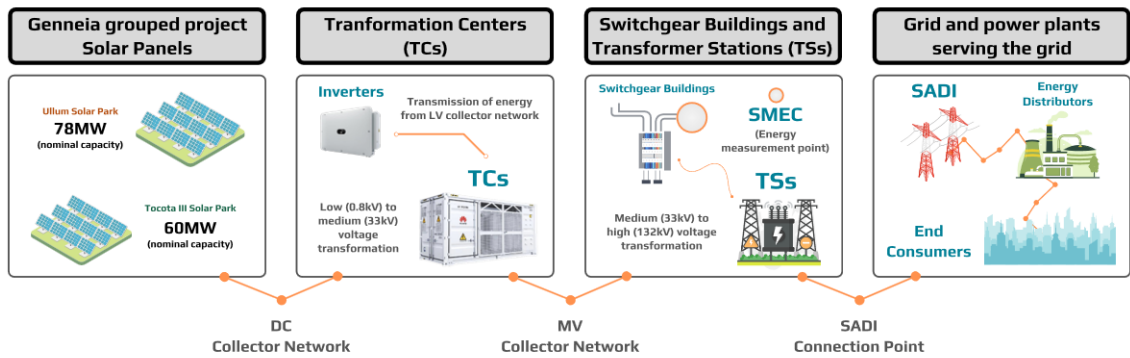 Genneia grouped project
Solar Panels
Tranformation Centers
(TCs)
Switchgear Buildings and
Transformer Stations (TSs)
Grid and power plants
serving the grid
Ullum Solar Park
78MW
(nominal capacity)
Tocota III Solar Park
60MW
(nominal capacity)
Inverters
Transmission of energy
from LV collector network
TCs
Low (0.8kV) to
medium (33kV)
voltage
transformation
Switchgear Buildings
SMEC
(Energy
measurement point)
TSs
Medium (33kV) to
high (132kV) voltage
transformation
SADI
Energy
Distributors
End
Consumers
DC
Collector Network
MV
Collector Network
SADI
Connection Point